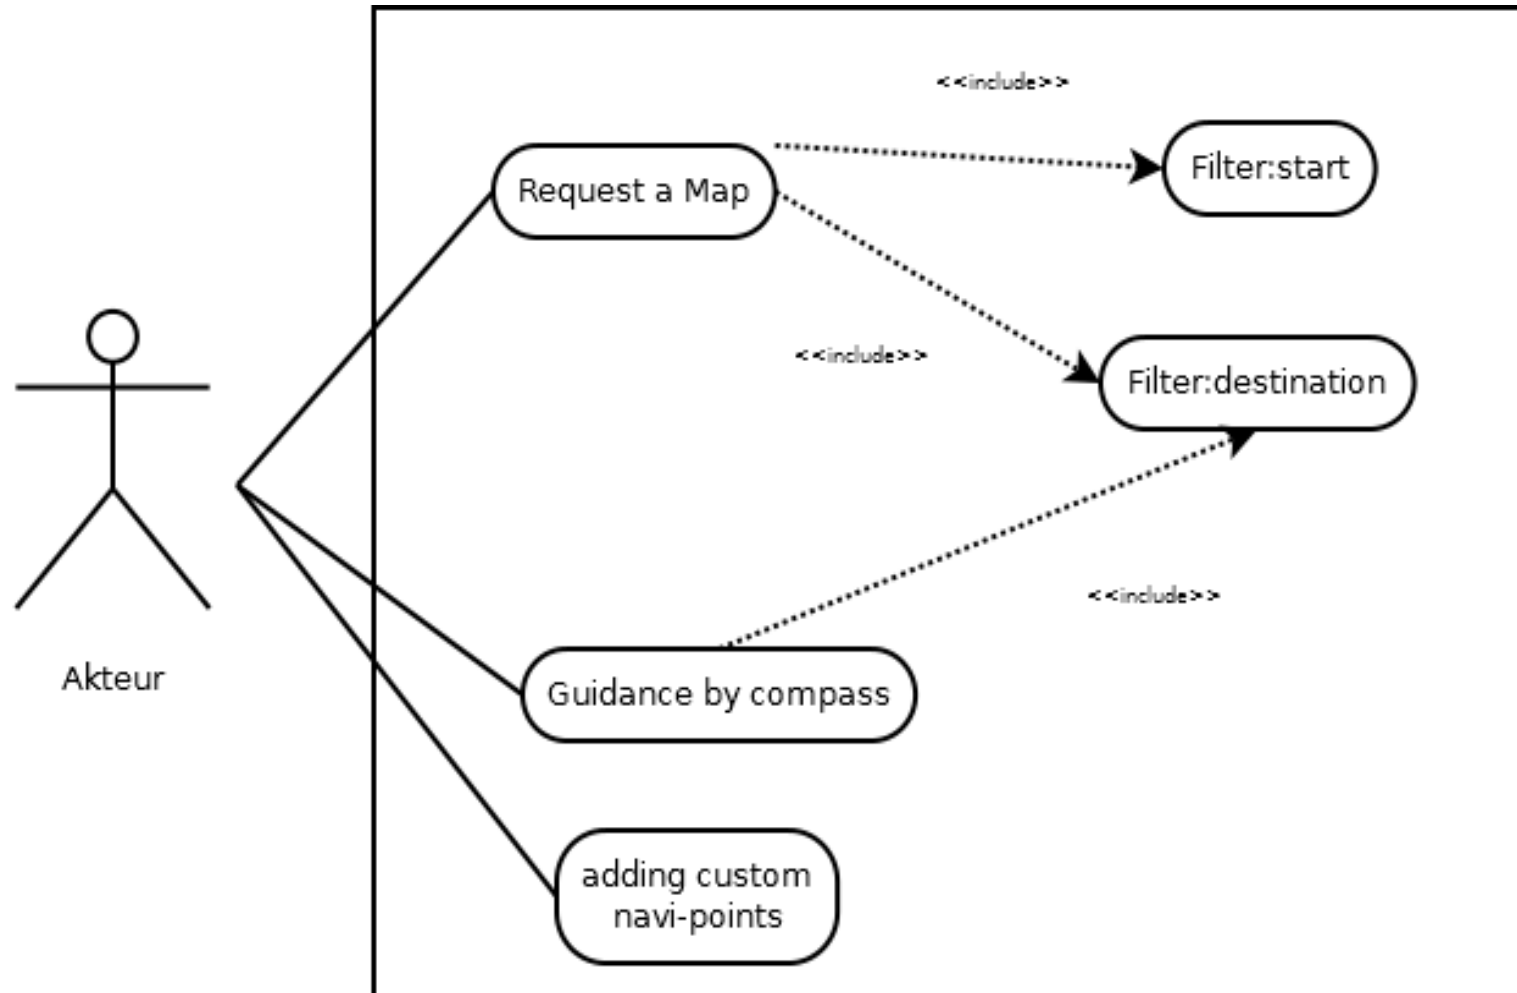 <<include>>
Filter:start
Request a Map
<<include>>
Filter:destination
<<include>>
Akteur
Guidance by compass
adding custom
navi-points